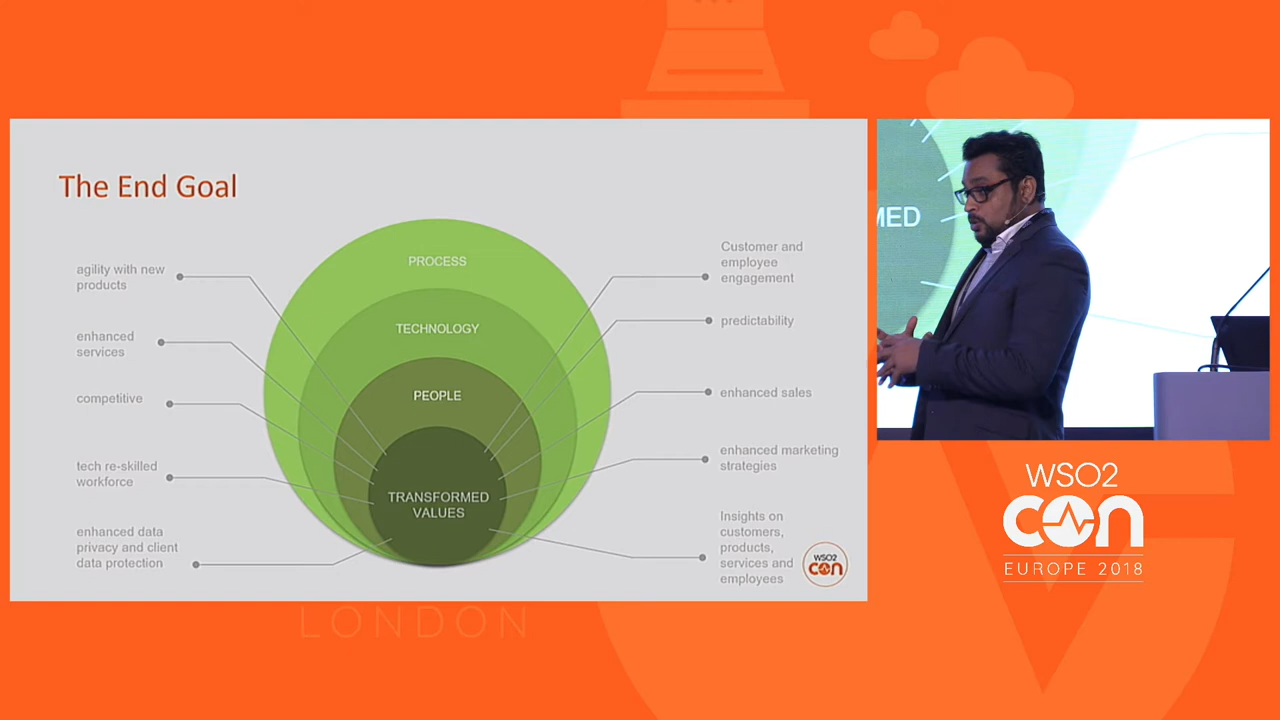 The End Goal
PROCESS
TECHNOLOGY
PEOPLE
TRANSFORMED
VALUES
agility with new
products
enhanced
services
competitive
tech re-skilled
workforce
enhanced data
privacy and client
data protection
Customer and
employee
engagement
predictability
enhanced sales
enhanced marketing
strategies
Insights on
customers,
products,
services and
employees
WSO2
CON
MED
WSO2
CON
EUROPE 2018
LONDON